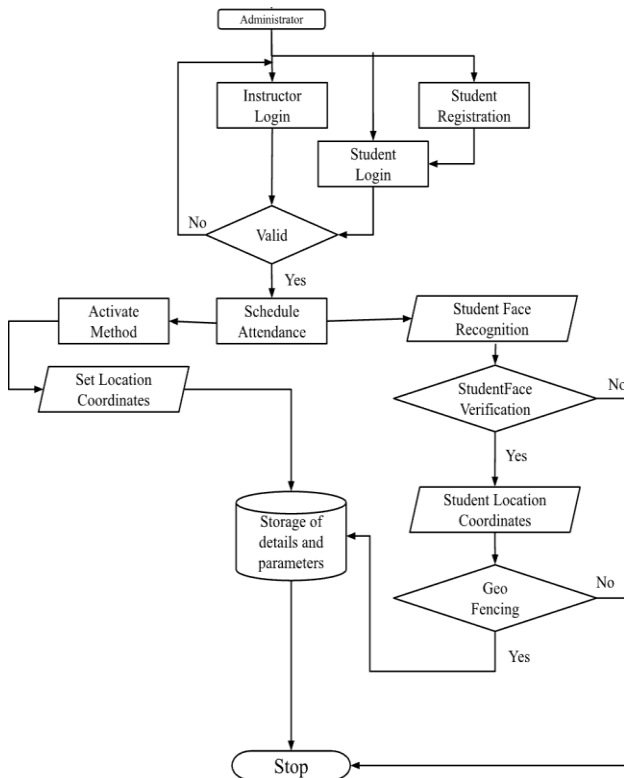 Administrator
Instructor
Login
Student
Registration
Student
Login
No
Valid
Yes
Activate
Method
Schedule
Attendance
Student Face
Recognition
Set Location
Coordinates
StudentFace
Verification
No
Yes
Student Location
Coordinates
Storage of
details and
parameters
Geo
Fencing
No
Yes
Stop